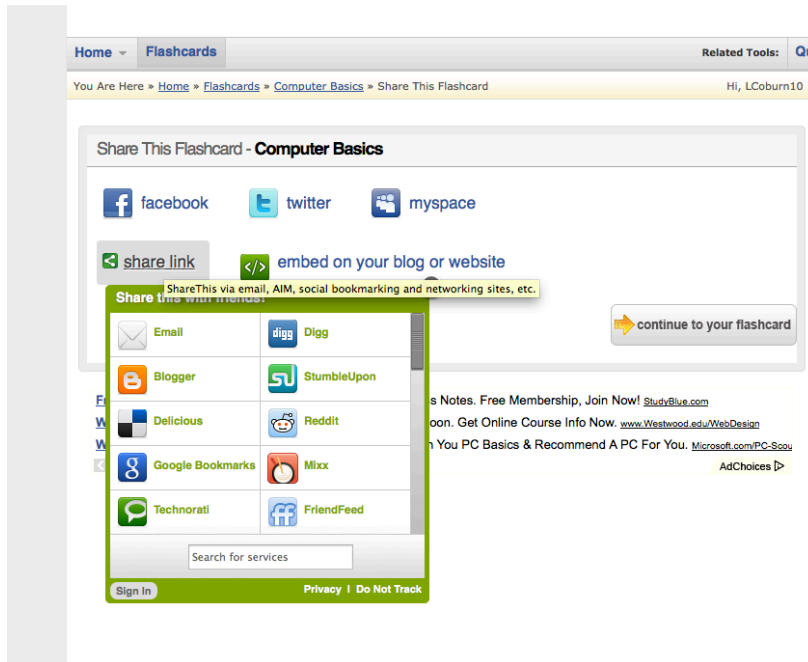 Home Flashcards Related Tools:
You Are Here » Home » Flashcards » Computer Basics » Share This Flashcard Hi, LCoburn10
Share This Flashcard - Computer Basics
facebook twitter myspace
share link embed on your blog or website
ShareThis via email, AIM, social bookmarking and networking sites, etc.
Share this with friends!
continue to your flashcard
Email digg Digg
Blogger StumbleUpon
Delicious Reddit
Google Bookmarks Mixx
Technorati FriendFeed
s Notes. Free Membership, Join Now! StudyBlue.com
oon. Get Online Course Info Now. www.Westwood.edu/WebDesign
You PC Basics & Recommend A PC For You. Microsoft.com/PC-Scou
AdChoices
Search for services
Sign In Privacy | Do Not Track